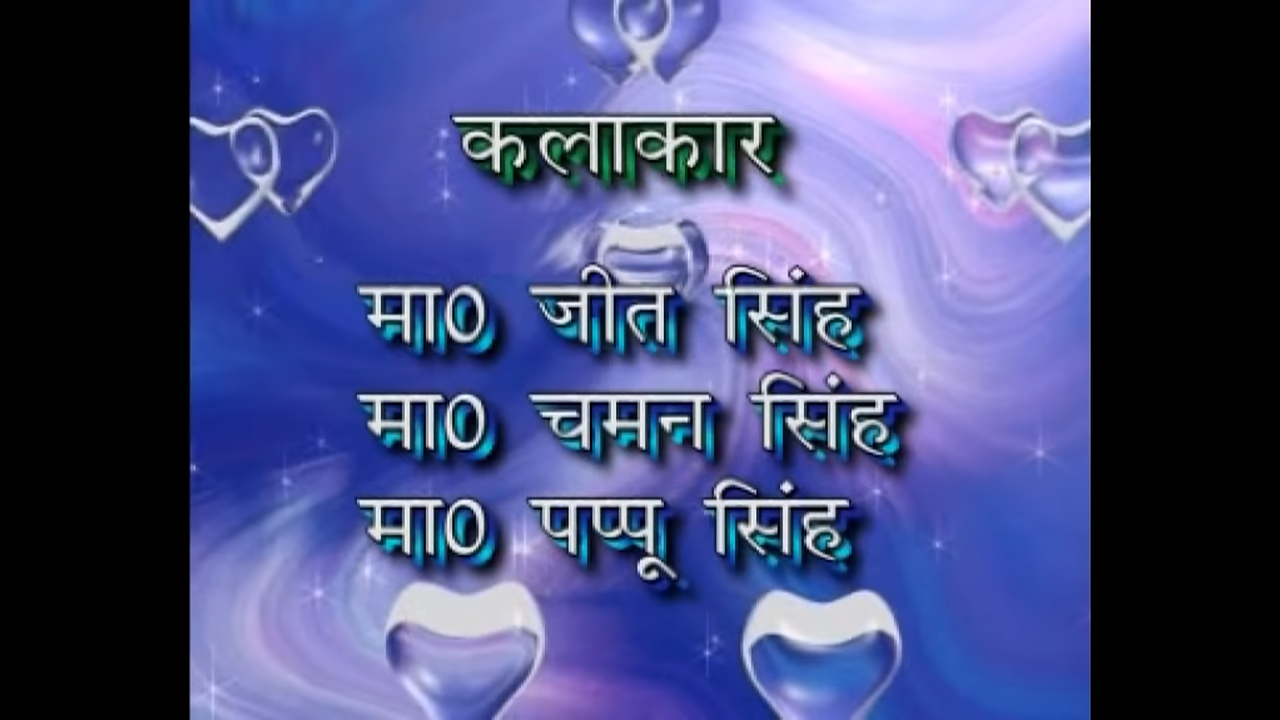 कलाकार
मा0 जीत सिंह
मा0 चमन सिंह
मा0 पप्पू सिंह